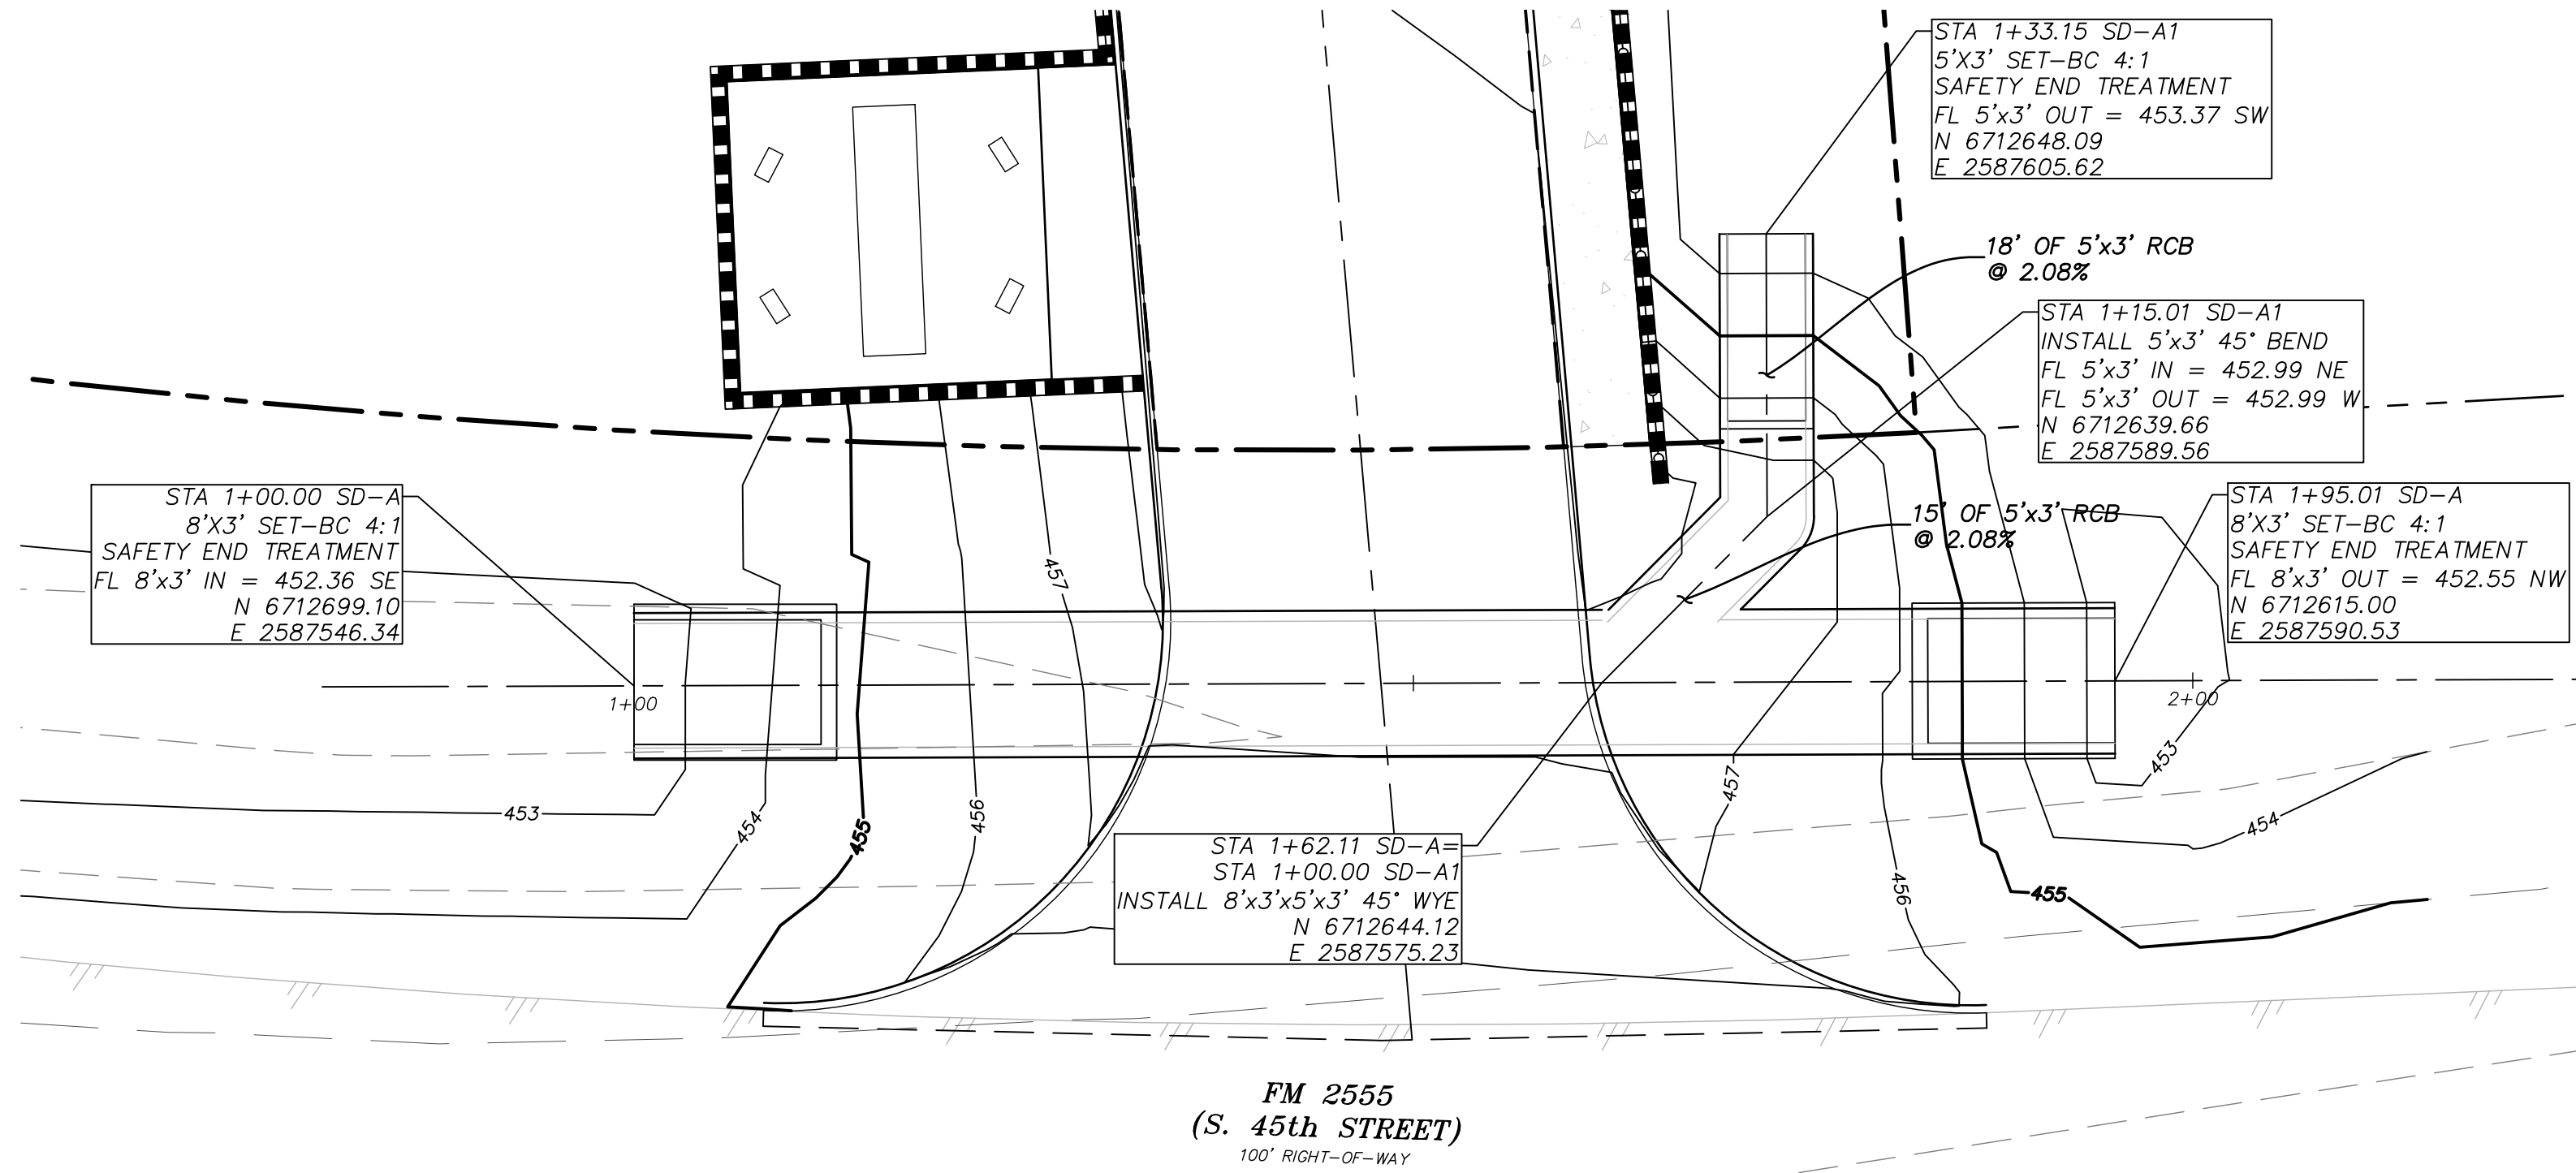 STA 1+33.15 SD-A1
5'X3' SET-BC 4:1
SAFETY END TREATMENT
FL 5'x3' OUT = 453.37 SW
N 6712648.09
E 2587605.62
18' OF 5'x3' RCB
@ 2.08%
STA 1+15.01 SD-A1
INSTALL 5'x3' 45° BEND
FL 5'x3' IN = 452.99 NE
FL 5'x3' OUT = 452.99 W
N 6712639.66
E 2587589.56
STA 1+00.00 SD-A
8'X3' SET-BC 4:1
SAFETY END TREATMENT
FL 8'x3' IN = 452.36 SE
N 6712699.10
E 2587546.34
15' OF 5'x3' RCB
@ 2.08%
STA 1+95.01 SD-A
8'X3' SET-BC 4:1
SAFETY END TREATMENT
FL 8'x3' OUT = 452.55 NW
N 6712615.00
E 2587590.53
457
1+00
2+00
453
454
455
456
457
453
454
456
455
STA 1+62.11 SD-A=
STA 1+00.00 SD-A1
INSTALL 8'x3'x5'x3' 45° WYE
N 6712644.12
E 2587575.23
FM 2555
(S. 45th STREET)
100' RIGHT-OF-WAY